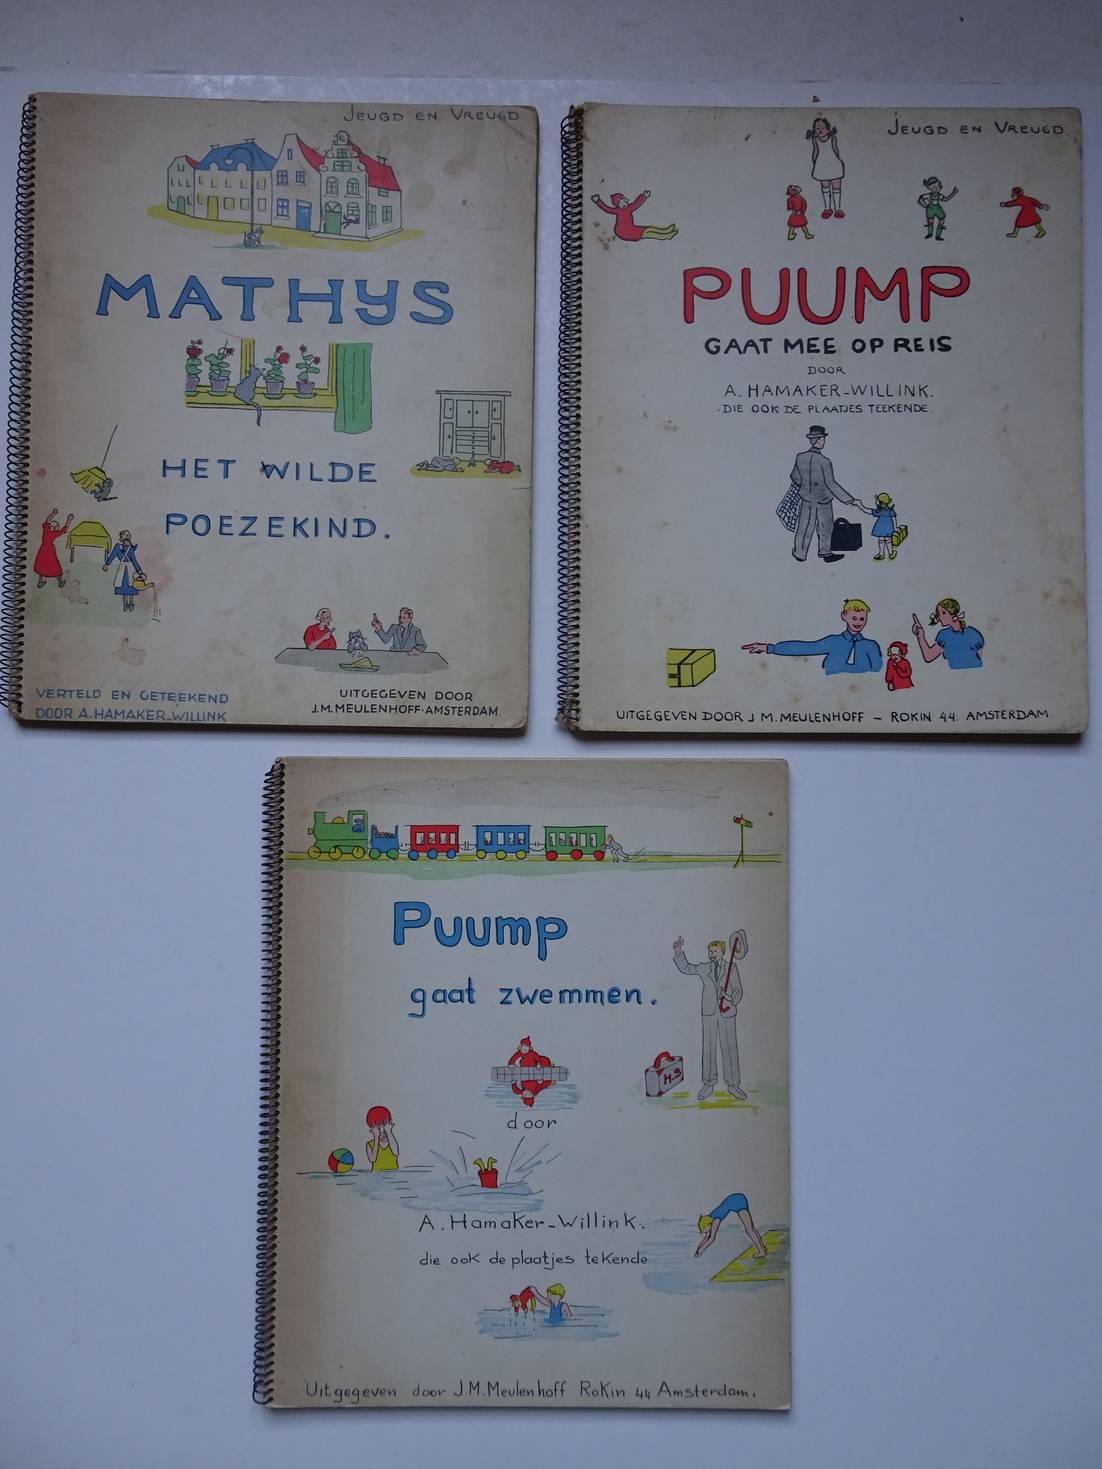 JEUGD EN VREUGD
MATHYS
HET WILDE
POEZEKIND.
VERTELD EN GETEEKEND
DOOR A. HAMAKER-WILLINK
UITGEGEVEN DOOR
J.M. MEULENHOFF·AMSTERDAM.
JEUGD EN VREUGD.
PUUMP
GAAT MEE OP REIS
DOOR
A. HAMAKER-WILLINK.
·DIE OOK DE PLAATJES TEEKENDE.
UITGEGEVEN DOOR J M. MEULENHOFF – ROKIN 44. AMSTERDAM.
Puump
gaat zwemmen.
H.S
door
A. Hamaker-Willink.
die ook de plaatjes tekende
Uitgegeven door J.M. Meulenhoff Rokin 44 Amsterdam.